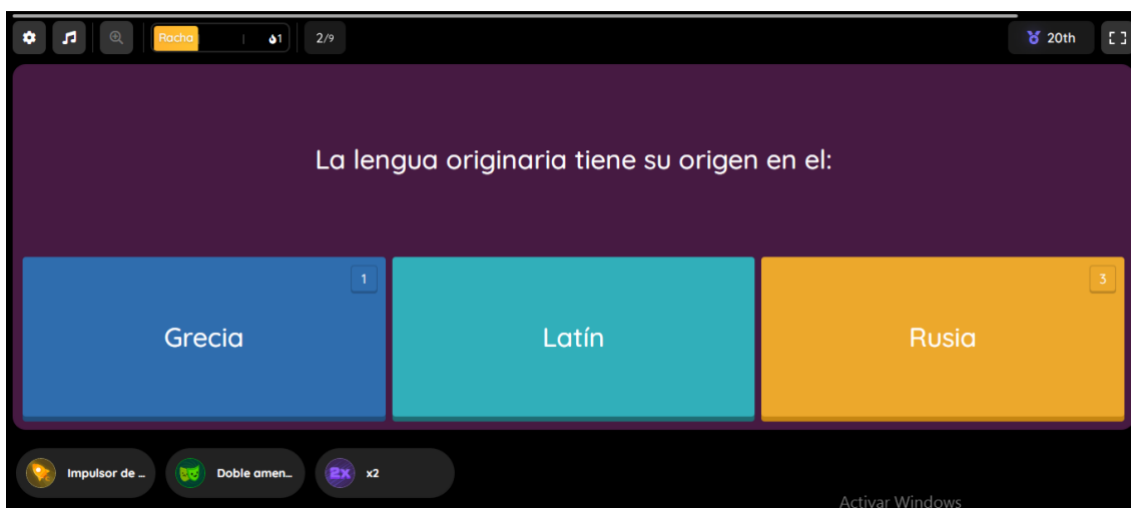 Racha
1
2/9
20th
La lengua originaria tiene su origen en el:
1
3
Grecia
Latín
Rusia
Impulsor de ...
Doble amen...
2X
x2
Activar Windows